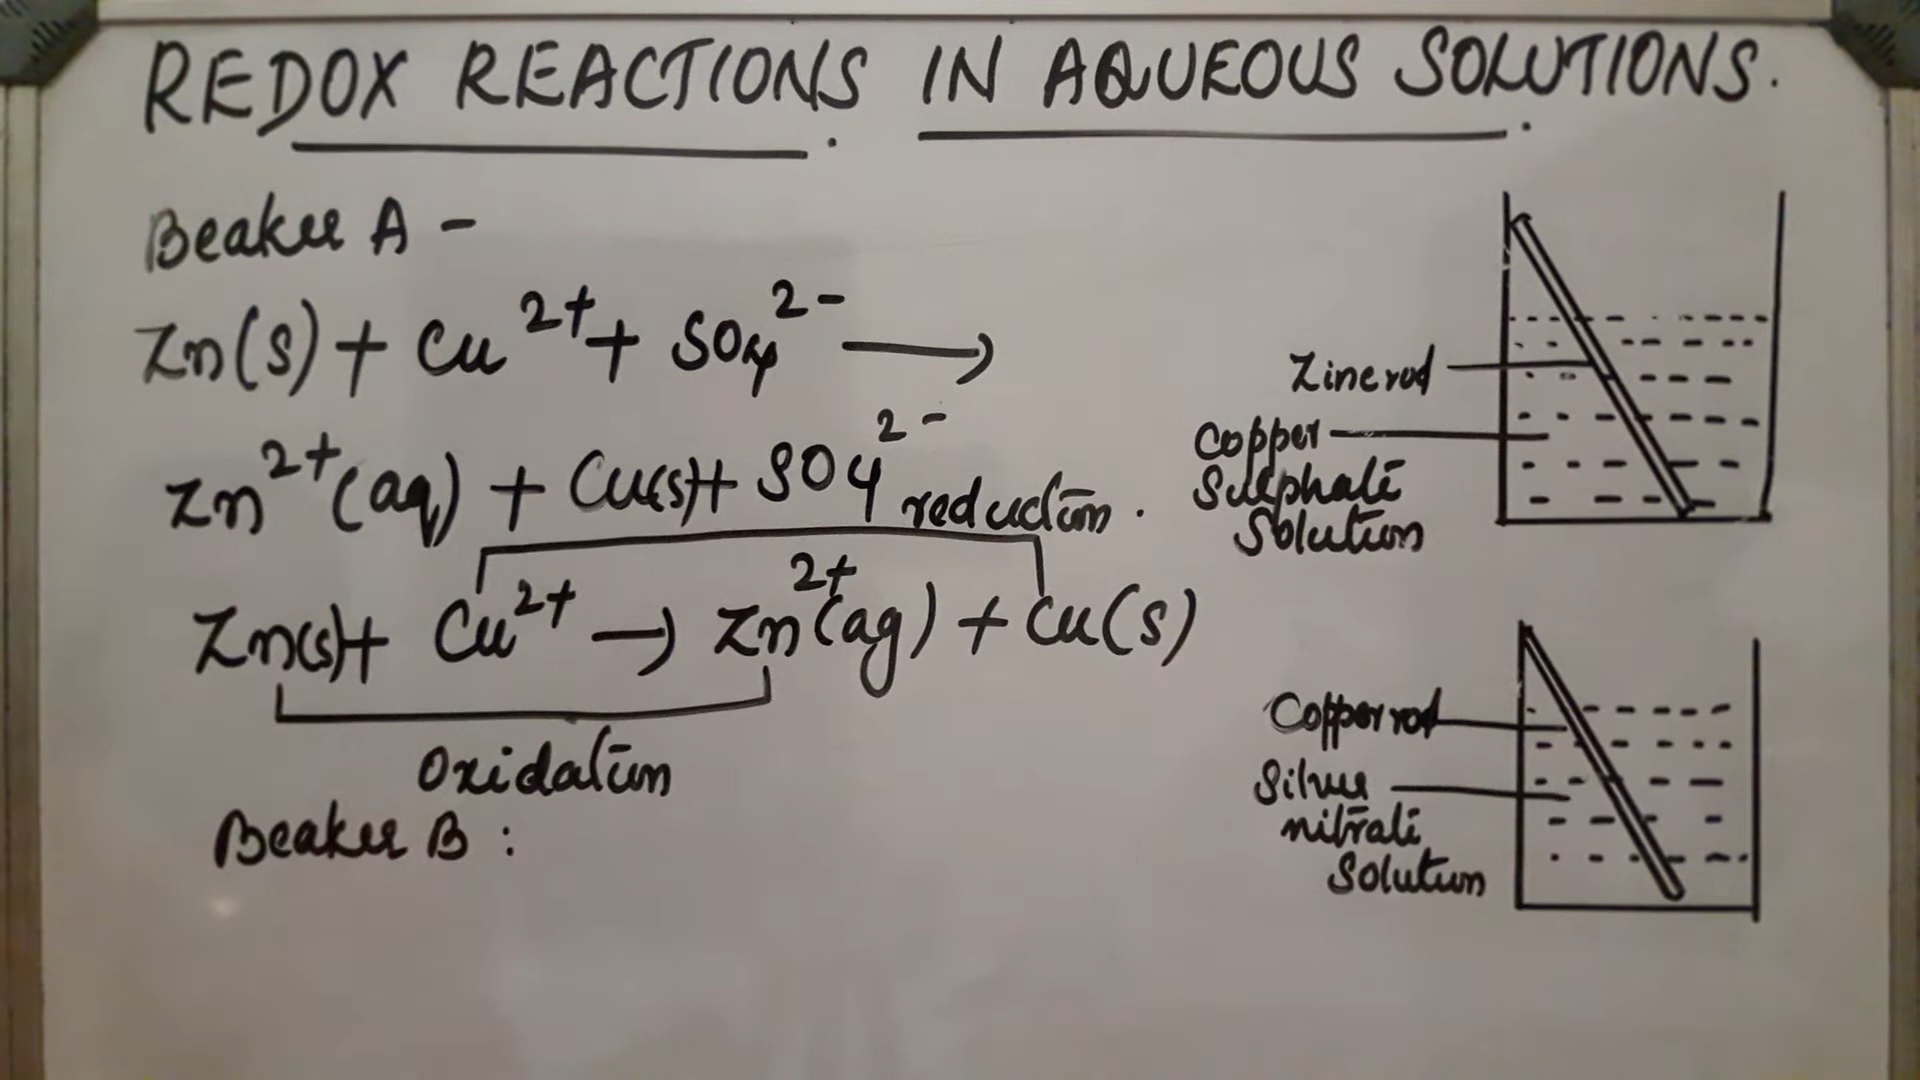 REDOX REACTIONS IN AQUEOUS SOLUTIONS.
Beaker A -
Zn(s) + Cu²⁺ + SO₄²⁻ →
Zn²⁺(aq) + Cu(s) + SO₄²⁻
reduction.
Zn(s) + Cu²⁺ → Zn²⁺(aq) + Cu(s)
Oxidation
Beaker B :
Zinc rod
Copper
Sulphate
Solution
Copper rod
Silver
nitrate
Solution